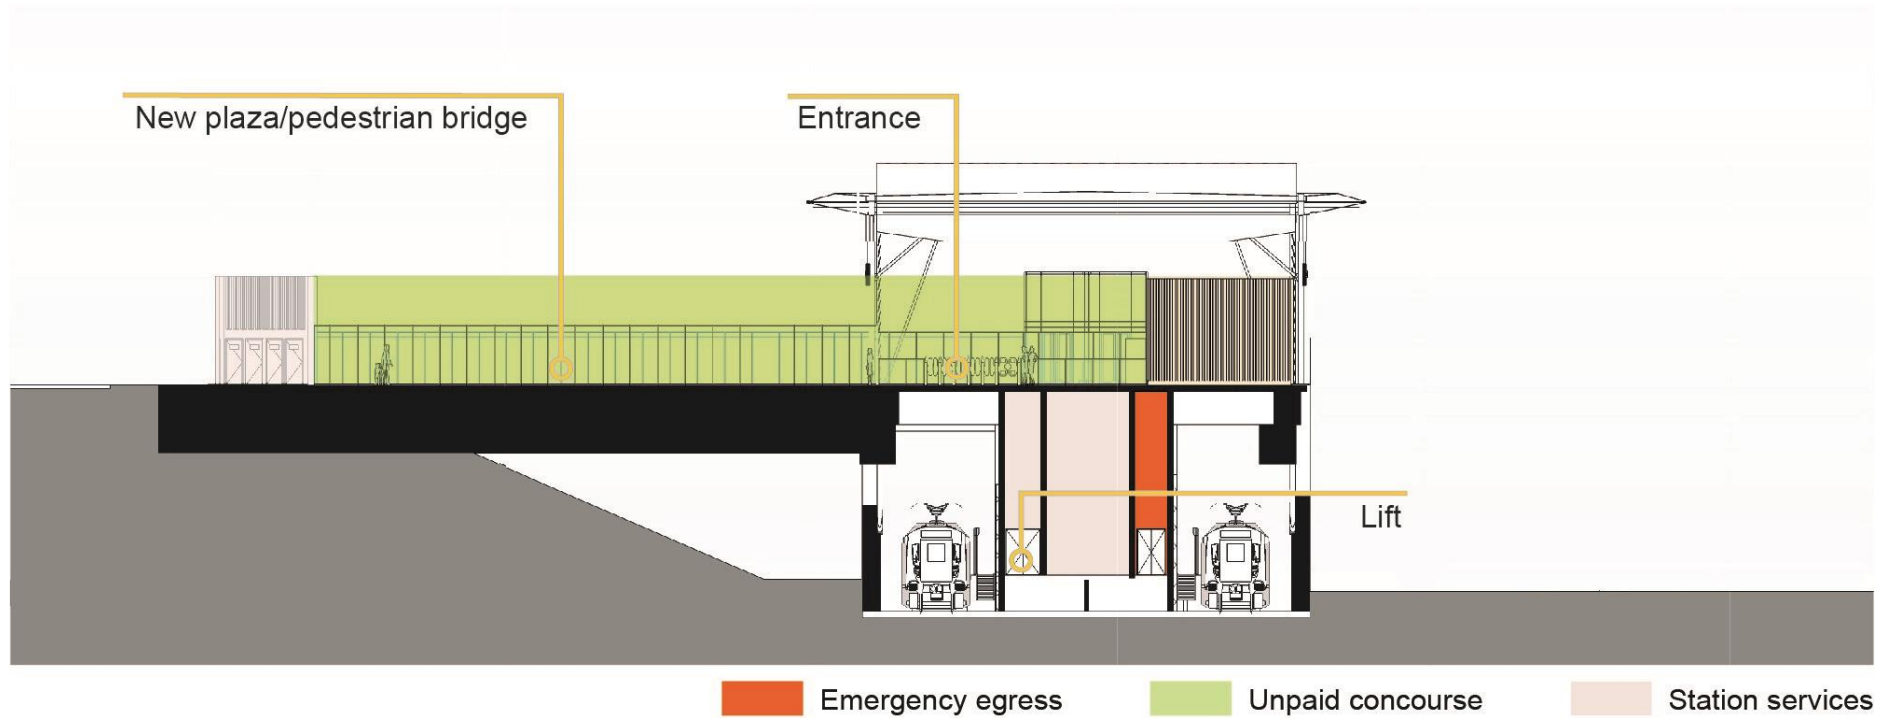 New plaza/pedestrian bridge
Entrance
Lift
Emergency egress
Unpaid concourse
Station services